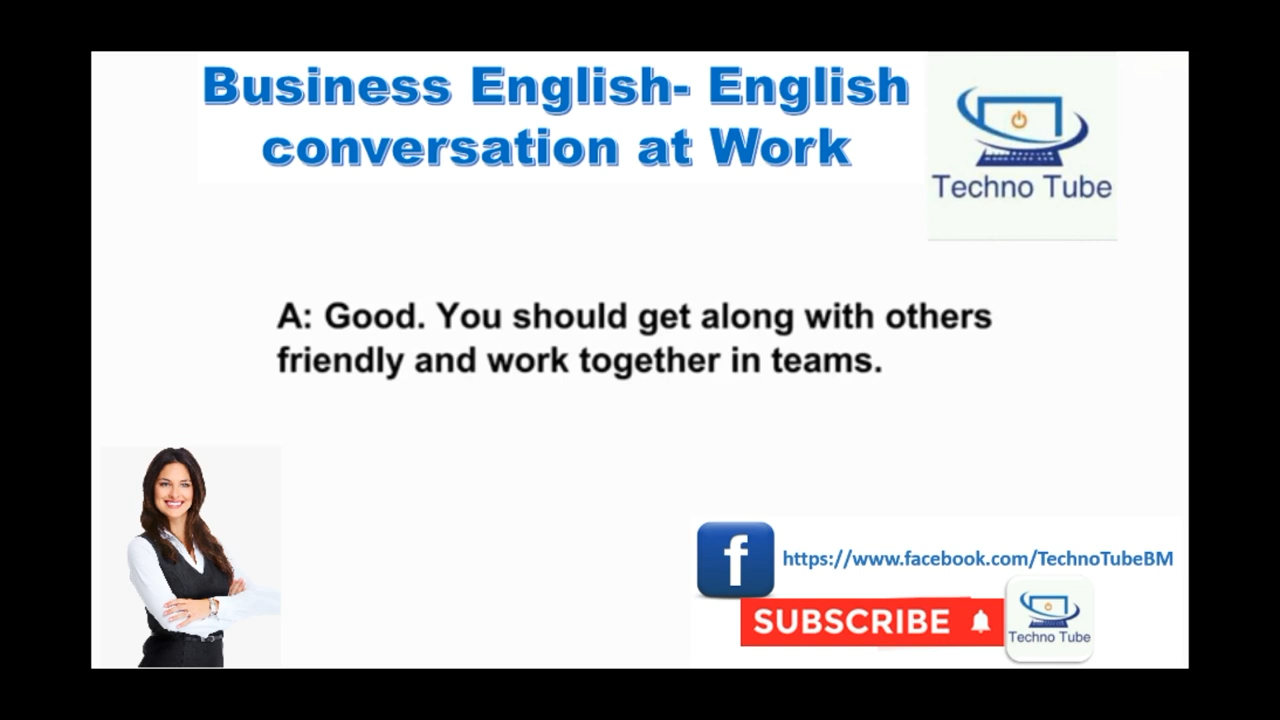 Business English- English
conversation at Work
Techno Tube
A: Good. You should get along with others
friendly and work together in teams.
f
https://www.facebook.com/TechnoTubeBM
SUBSCRIBE
Techno Tube